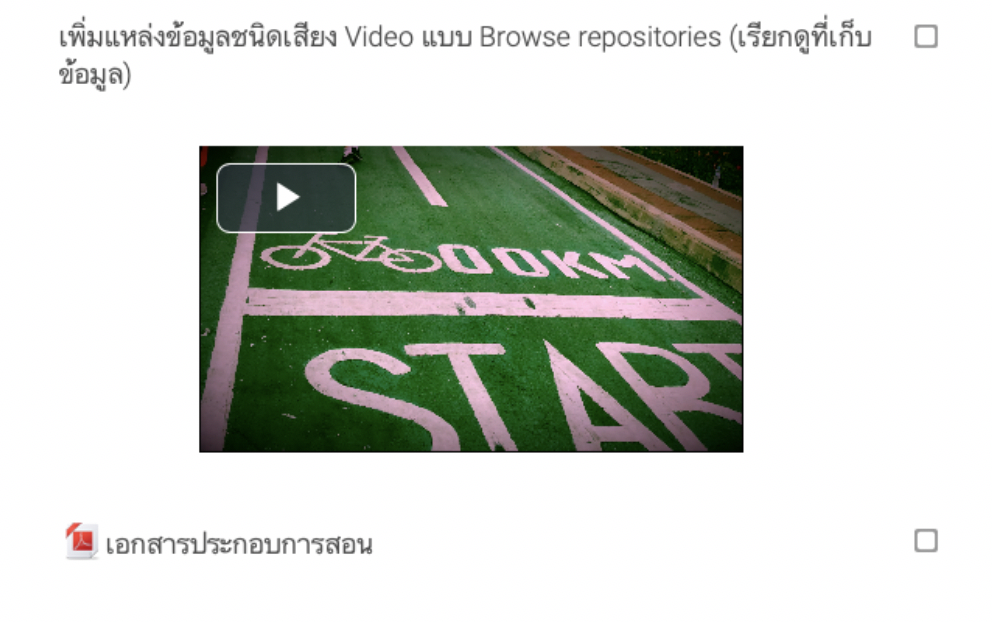 เพิ่มแหล่งข้อมูลชนิดเสียง Video แบบ Browse repositories (เรียกดูที่เก็บ
ข้อมูล)
00KM
START
เอกสารประกอบการสอน